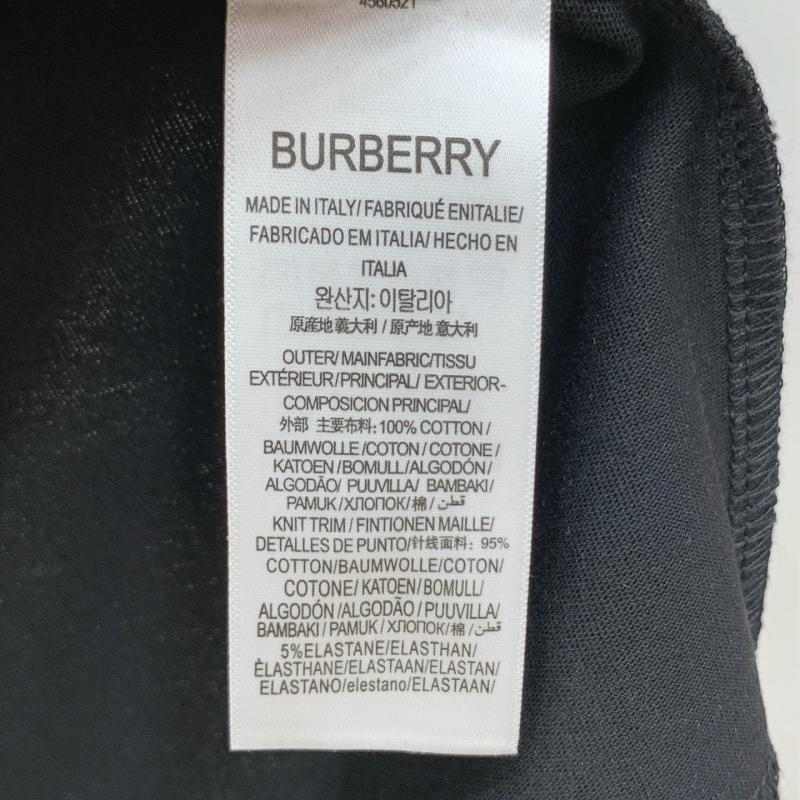 4560521
BURBERRY
MADE IN ITALY/ FABRIQUÉ ENITALIE/
FABRICADO EM ITALIA/ HECHO EN
ITALIA
완산지: 이탈리아
原産地義大利 / 原产地意大利
OUTER/ MAINFABRIC/TISSU
EXTÉRIEUR/PRINCIPAL/ EXTERIOR-
COMPOSICION PRINCIPAL/
外部 主要布料: 100% COTTON /
BAUMWOLLE /COTON / COTONE /
KATOEN /BOMULL/ALGODÓN/
ALGODÃO/ PUUVILLA/ BAMBAKI/
PAMUK /ХЛОПОК/棉/قطن/
KNIT TRIM / FINTIONEN MAILLE/
DETALLES DE PUNTO/针线面料: 95%
COTTON/BAUMWOLLE/COTON/
COTONE/ KATOEN/BOMULL/
ALGODÓN /ALGODÃO / PUUVILLA/
BAMBAKI / PAMUK / ХЛОПОК/棉 /قطن/
5%ELASTANE/ELASTHAN/
ÈLASTHANE/ELASTAAN/ELASTAN/
ELASTANO/elestano/ELASTAAN/